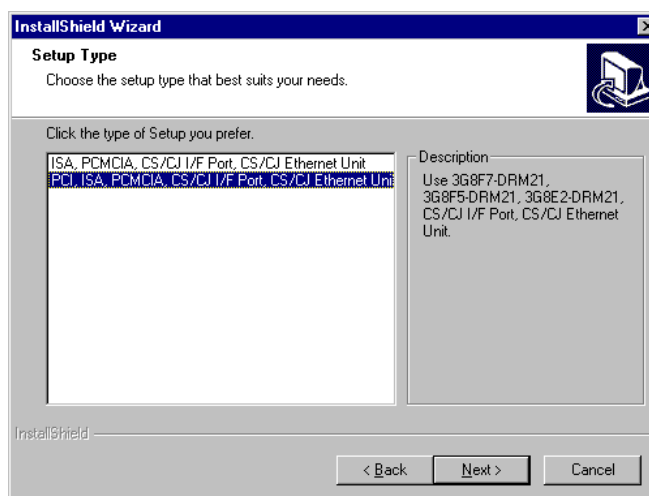 InstallShield Wizard
Setup Type
Choose the setup type that best suits your needs.
Click the type of Setup you prefer.
ISA, PCMCIA, CS/CJ I/F Port, CS/CJ Ethernet Unit
PCI, ISA, PCMCIA, CS/CJ I/F Port, CS/CJ Ethernet Uni
Description
Use 3G8F7-DRM21,
3G8F5-DRM21, 3G8E2-DRM21,
CS/CJ I/F Port, CS/CJ Ethernet
Unit.
InstallShield
< Back
Next >
Cancel